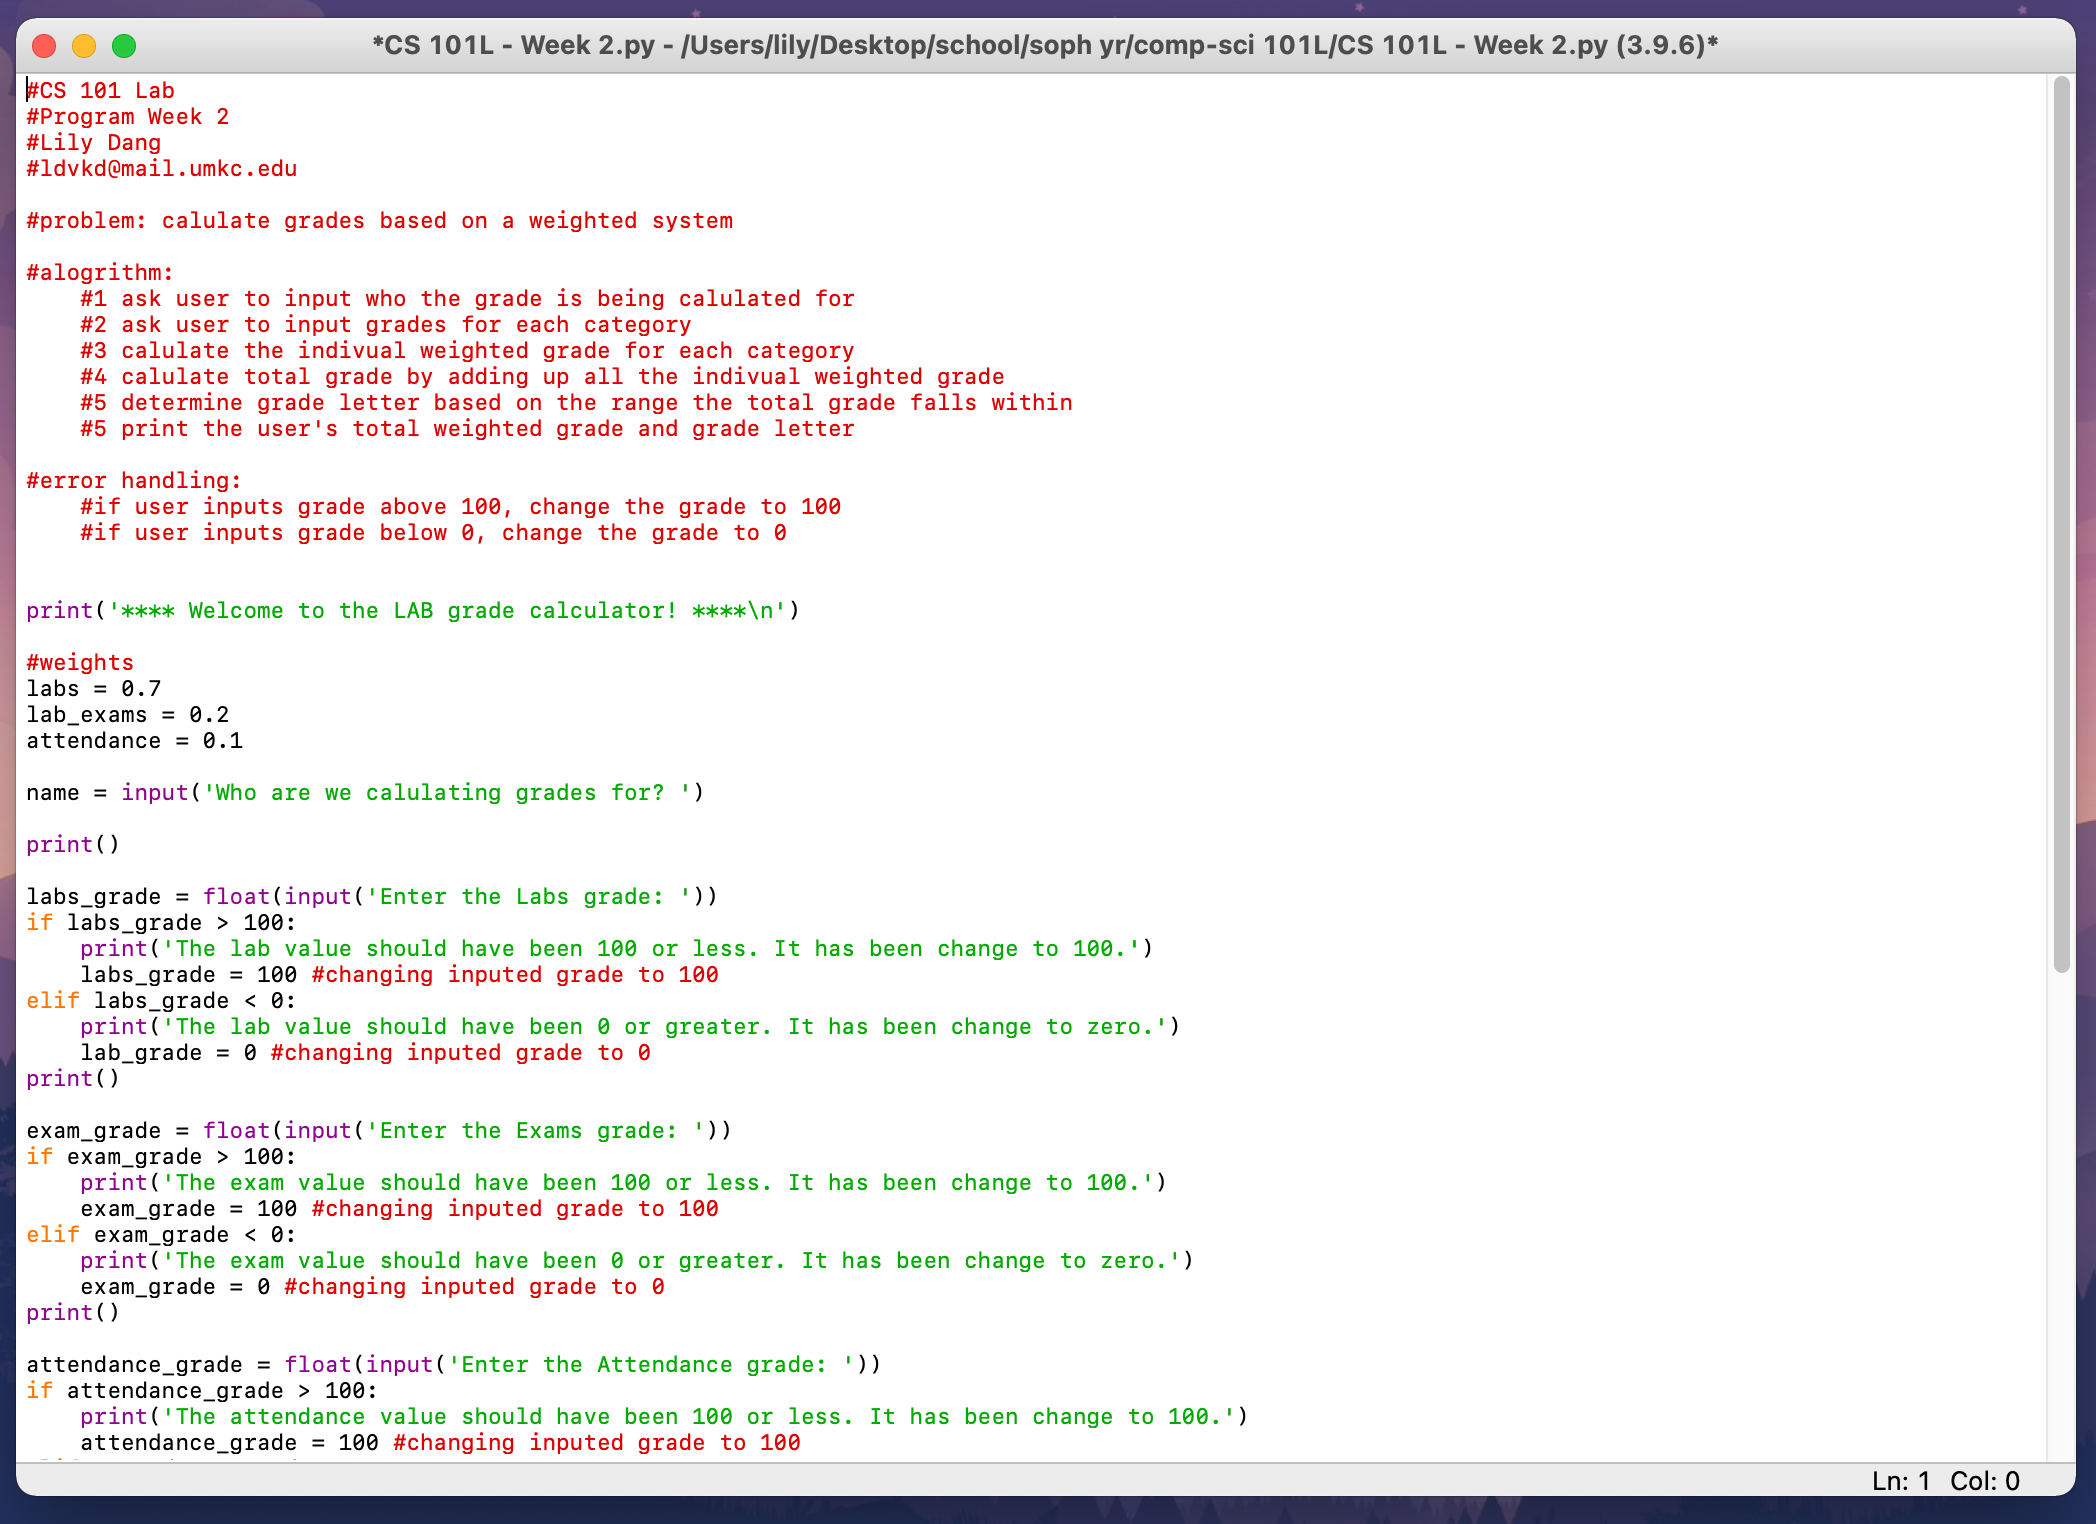 *CS 101L - Week 2.py - /Users/lily/Desktop/school/soph yr/comp-sci 101L/CS 101L - Week 2.py (3.9.6)*
#CS 101 Lab
#Program Week 2
#Lily Dang
#ldvkd@mail.umkc.edu
#problem: calulate grades based on a weighted system
#alogrithm:
    #1 ask user to input who the grade is being calulated for
    #2 ask user to input grades for each category
    #3 calulate the indivual weighted grade for each category
    #4 calulate total grade by adding up all the indivual weighted grade
    #5 determine grade letter based on the range the total grade falls within
    #5 print the user's total weighted grade and grade letter
#error handling:
    #if user inputs grade above 100, change the grade to 100
    #if user inputs grade below 0, change the grade to 0
print('**** Welcome to the LAB grade calculator! ****\n')
#weights
labs = 0.7
lab_exams = 0.2
attendance = 0.1
name = input('Who are we calulating grades for? ')
print()
labs_grade = float(input('Enter the Labs grade: '))
if labs_grade > 100:
    print('The lab value should have been 100 or less. It has been change to 100.')
    labs_grade = 100 #changing inputed grade to 100
elif labs_grade < 0:
    print('The lab value should have been 0 or greater. It has been change to zero.')
    lab_grade = 0 #changing inputed grade to 0
print()
exam_grade = float(input('Enter the Exams grade: '))
if exam_grade > 100:
    print('The exam value should have been 100 or less. It has been change to 100.')
    exam_grade = 100 #changing inputed grade to 100
elif exam_grade < 0:
    print('The exam value should have been 0 or greater. It has been change to zero.')
    exam_grade = 0 #changing inputed grade to 0
print()
attendance_grade = float(input('Enter the Attendance grade: '))
if attendance_grade > 100:
    print('The attendance value should have been 100 or less. It has been change to 100.')
    attendance_grade = 100 #changing inputed grade to 100
Ln: 1 Col: 0